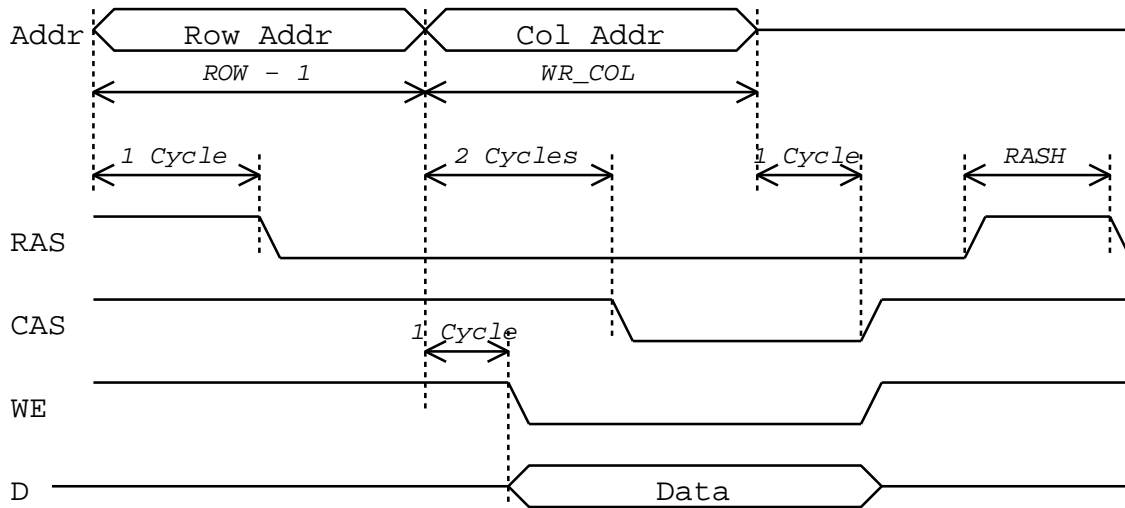 Addr Row Addr Col Addr
ROW - 1 WR_COL
1 Cycle 2 Cycles 1 Cycle RASH
RAS
CAS
1 Cycle
WE
D Data